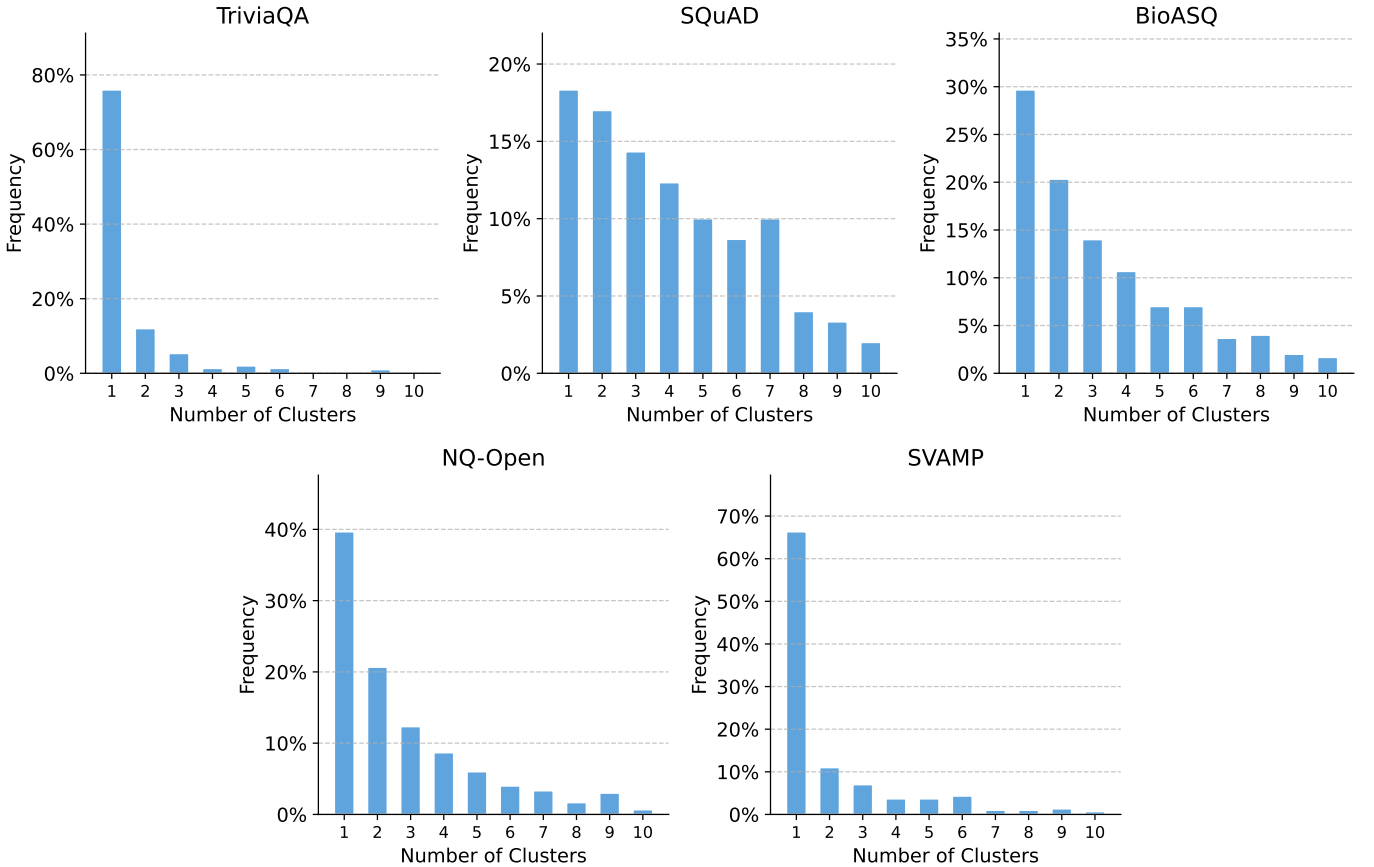 TriviaQA
Frequency
80%
60%
40%
20%
0%
1 2 3 4 5 6 7 8 9 10
Number of Clusters
SQuAD
Frequency
20%
15%
10%
5%
0%
1 2 3 4 5 6 7 8 9 10
Number of Clusters
BioASQ
Frequency
35%
30%
25%
20%
15%
10%
5%
0%
1 2 3 4 5 6 7 8 9 10
Number of Clusters
NQ-Open
Frequency
40%
30%
20%
10%
0%
1 2 3 4 5 6 7 8 9 10
Number of Clusters
SVAMP
Frequency
70%
60%
50%
40%
30%
20%
10%
0%
1 2 3 4 5 6 7 8 9 10
Number of Clusters